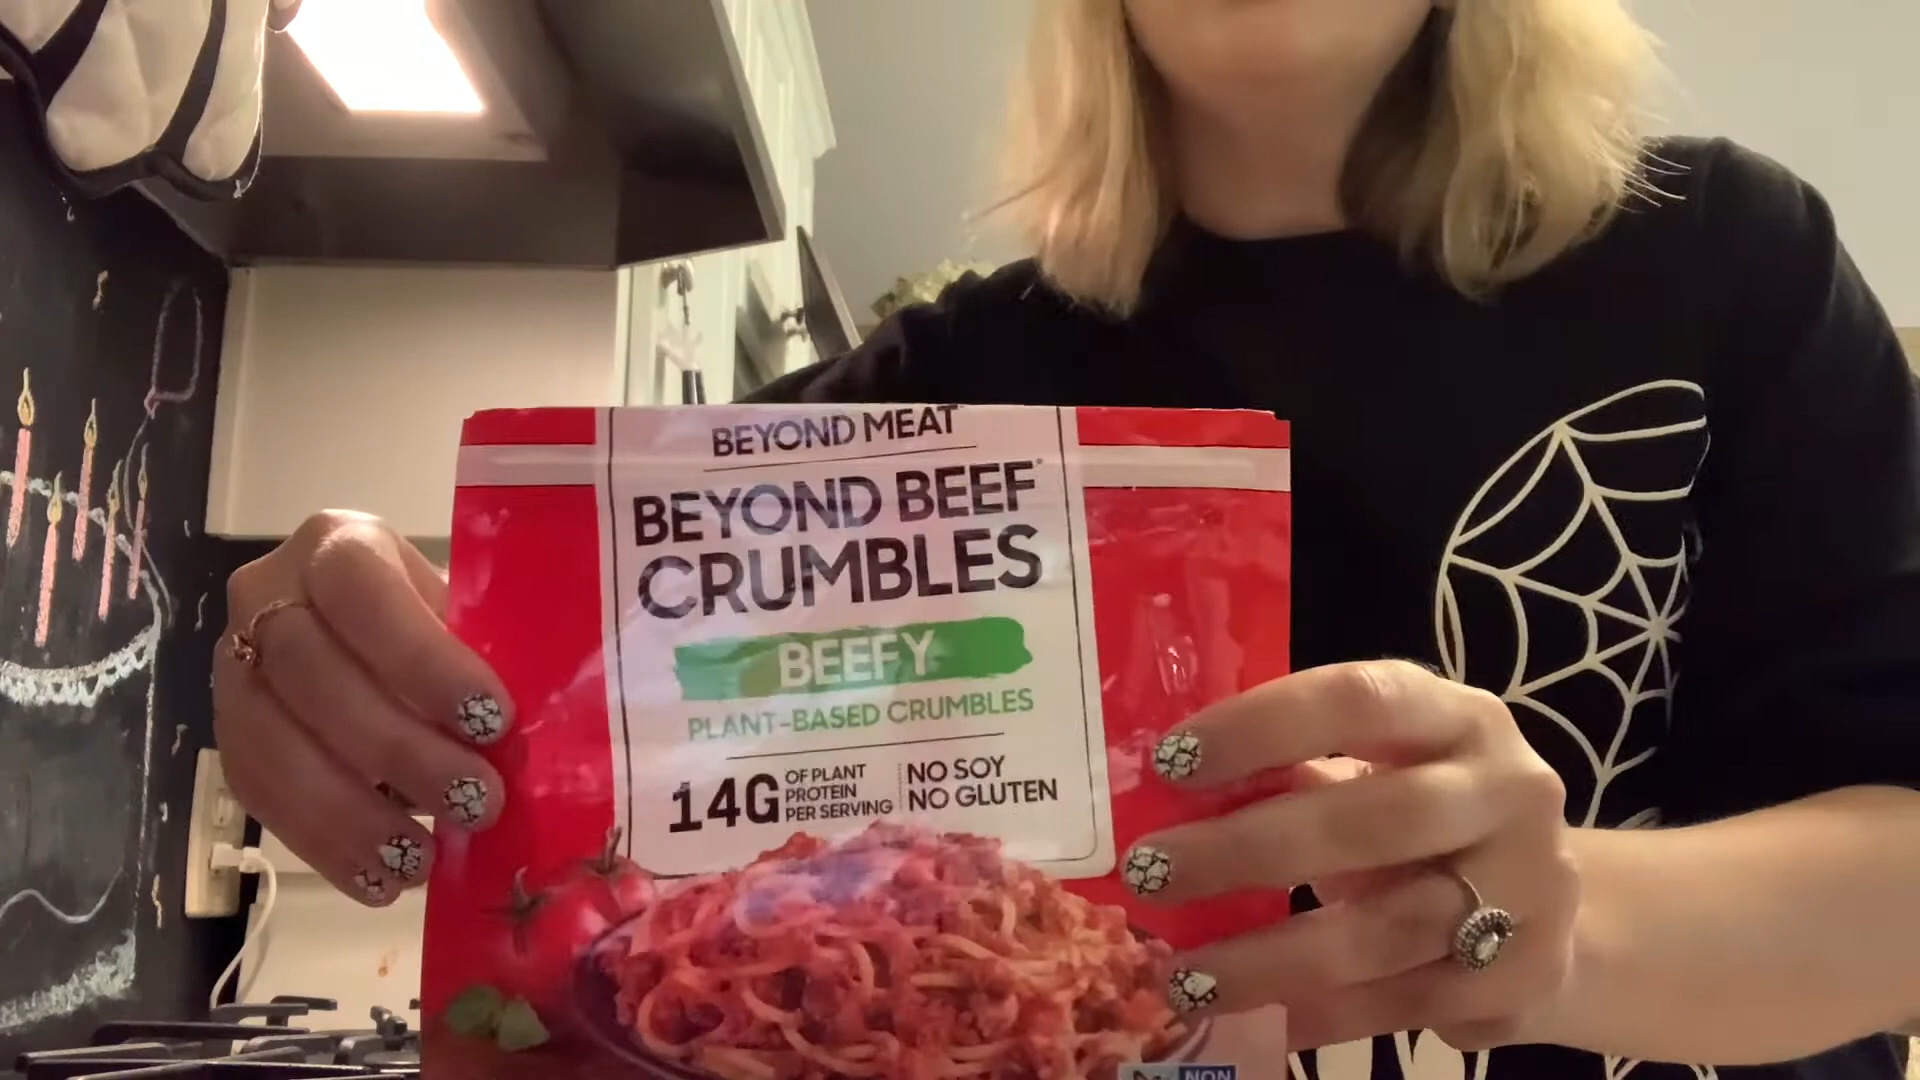 BEYOND MEAT
BEYOND BEEF®
CRUMBLES
BEEFY
PLANT-BASED CRUMBLES
14G OF PLANT PROTEIN PER SERVING
NO SOY
NO GLUTEN
NON